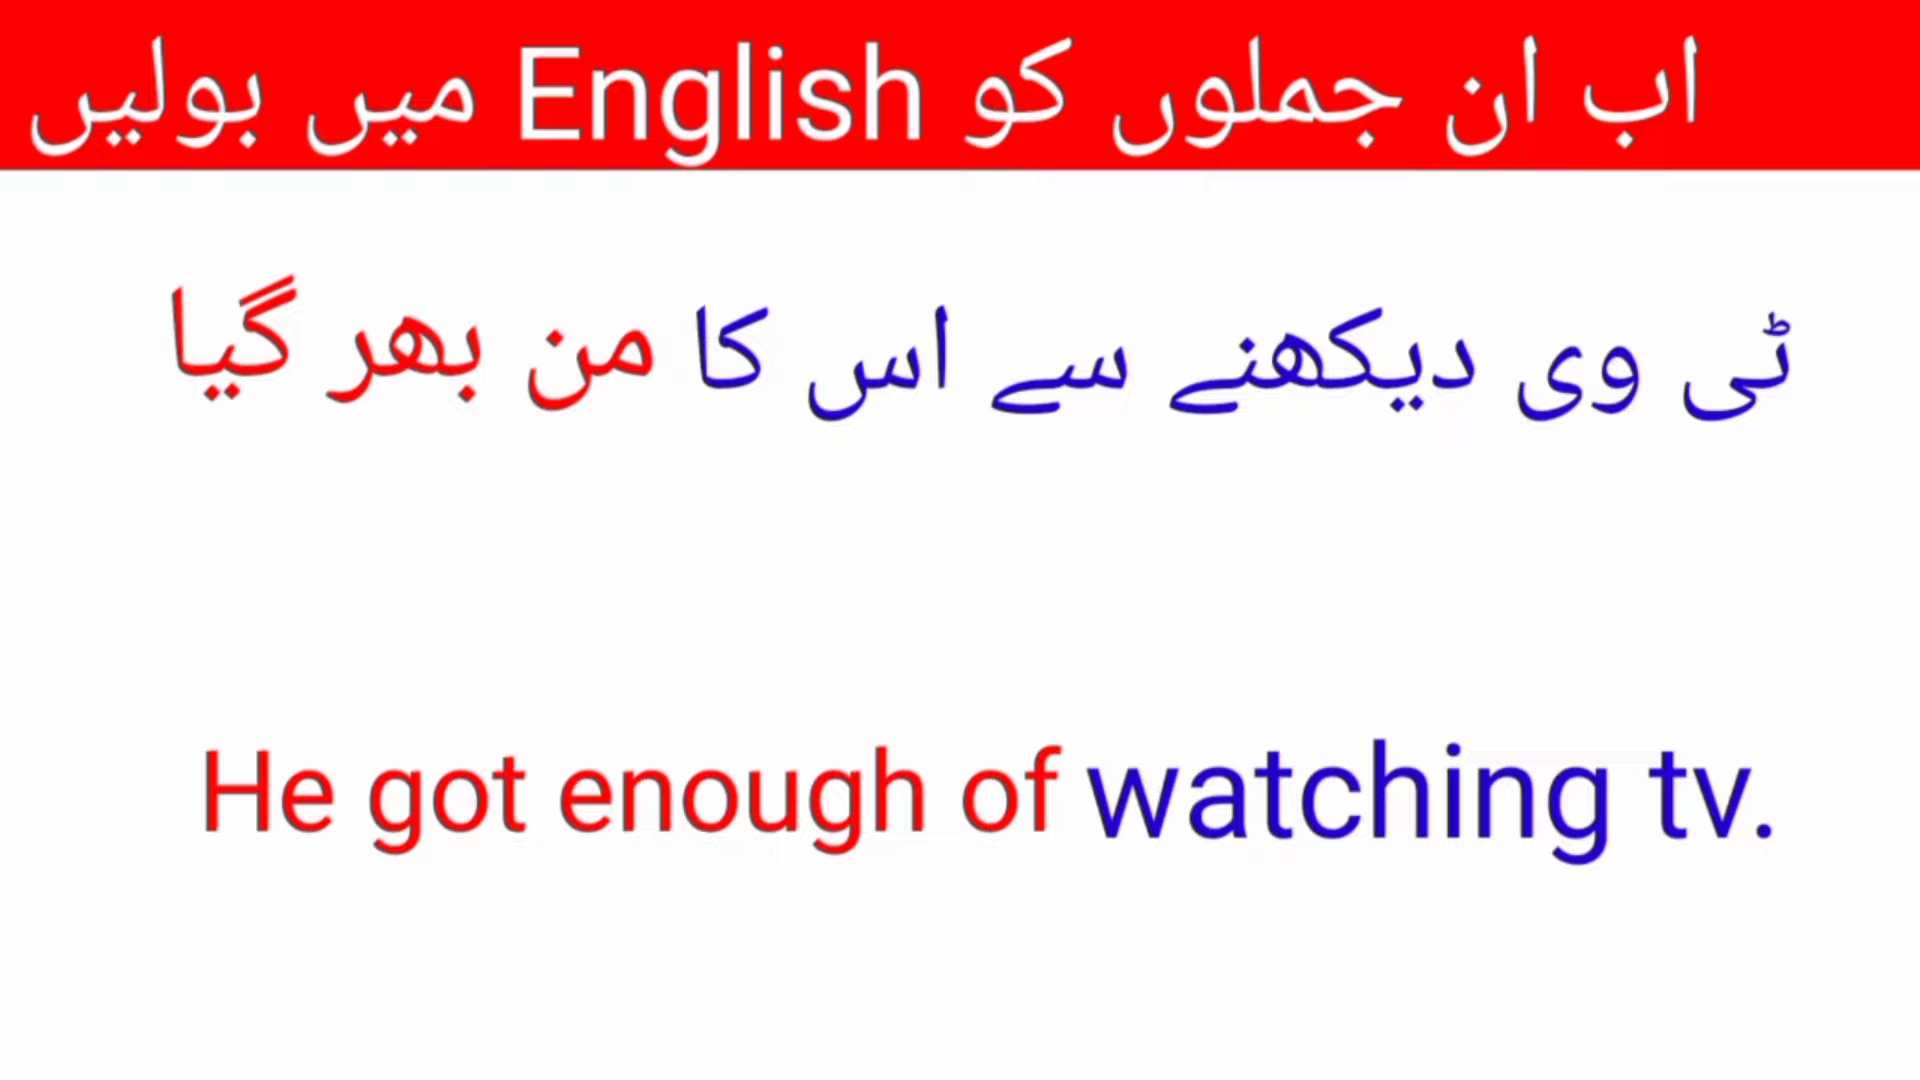 اب ان جملوں کو English میں بولیں
ٹی وی دیکھنے سے اس کا من بھر گیا
He got enough of watching tv.